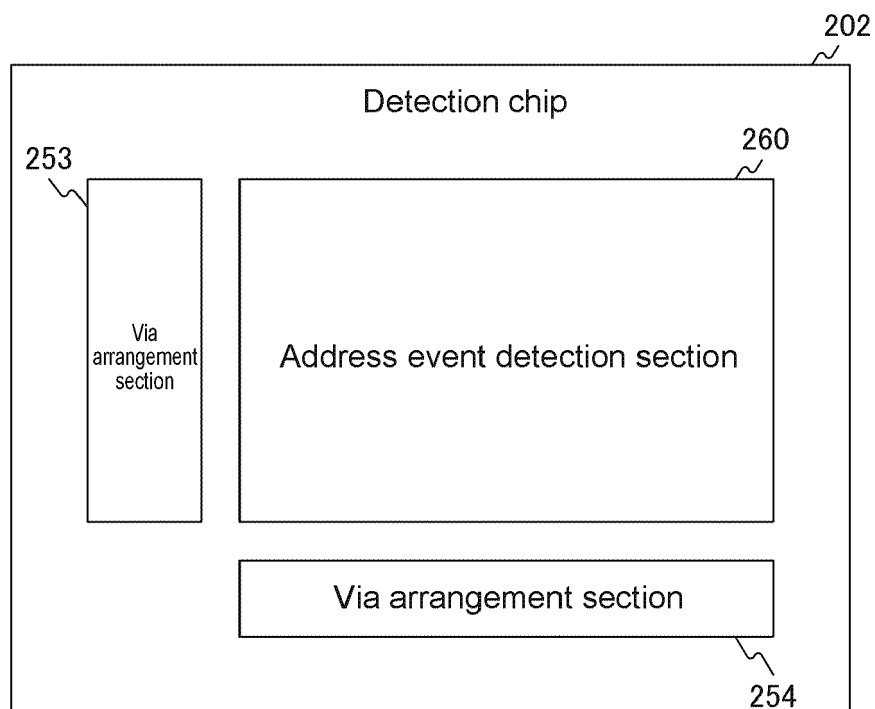 202
Detection chip
253
260
Via
arrangement
section
Address event detection section
Via arrangement section
254